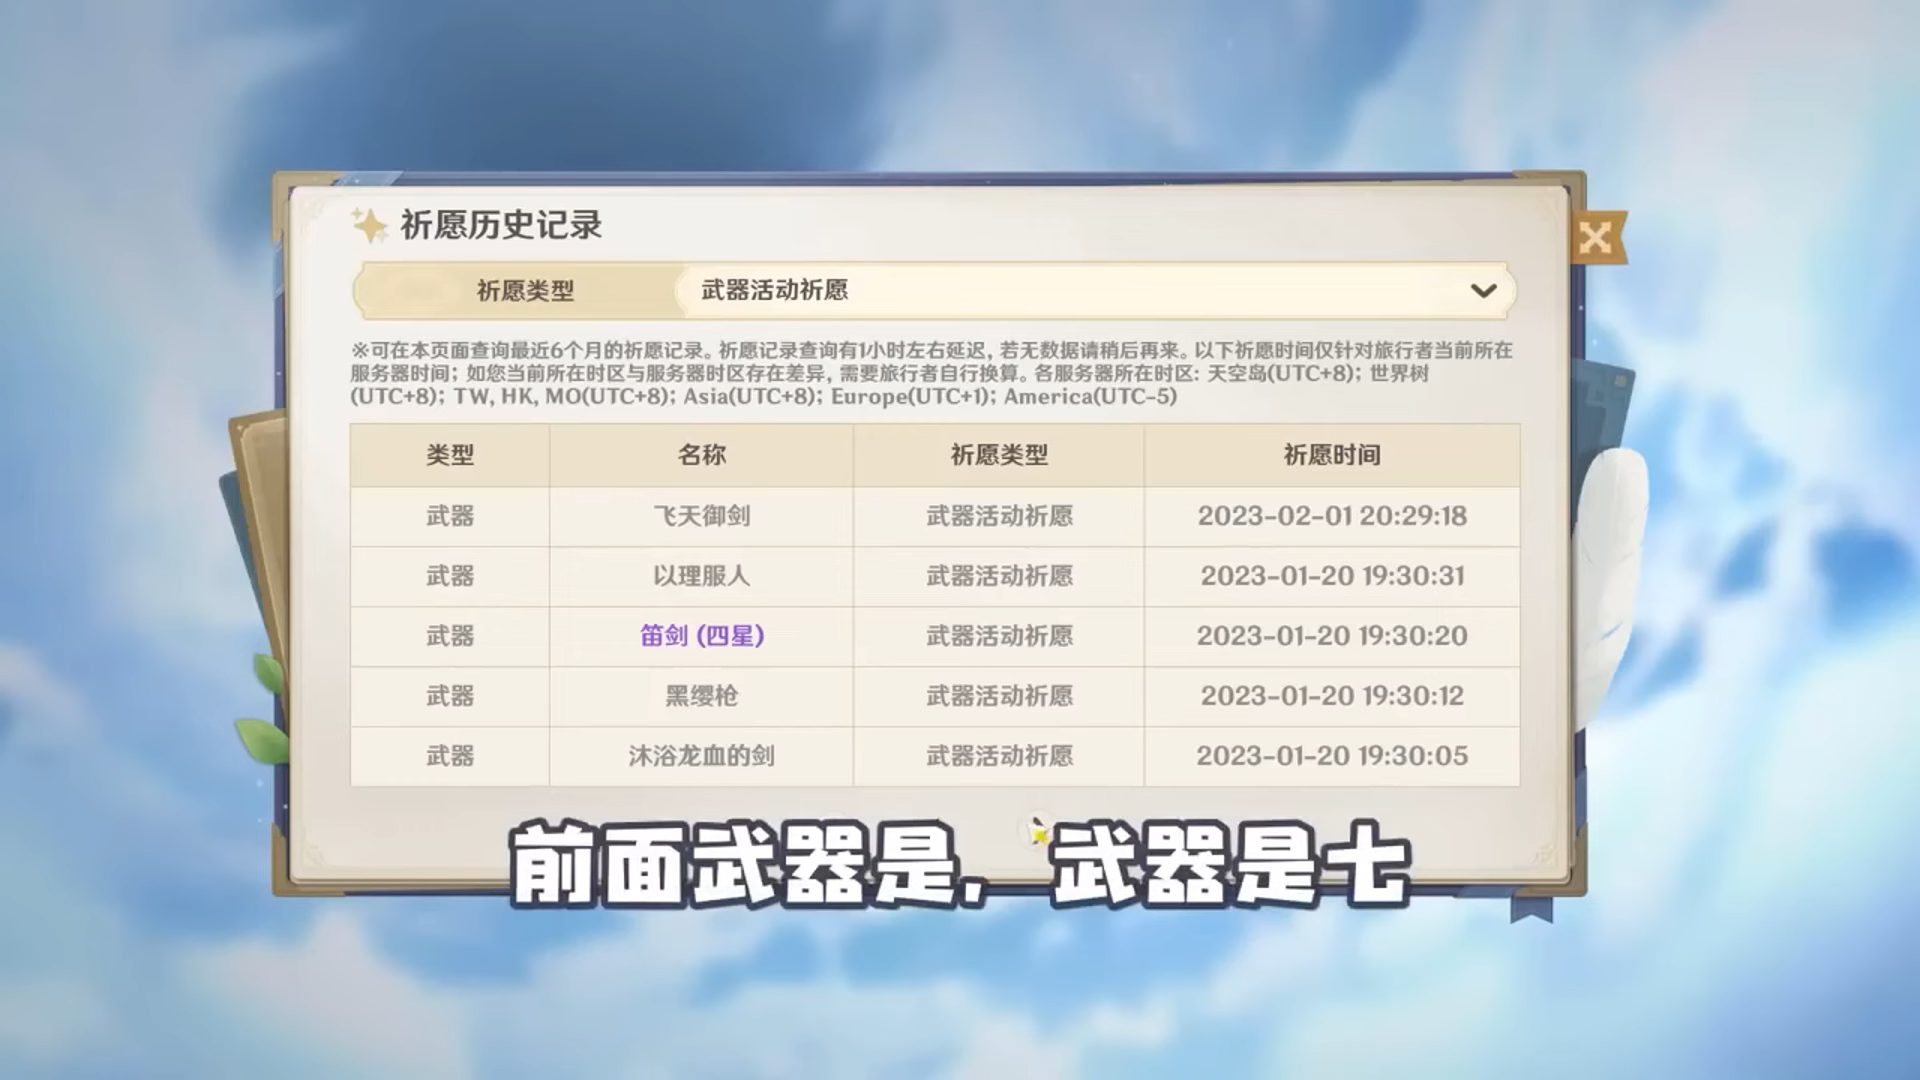 祈愿历史记录
祈愿类型 武器活动祈愿
※可在本页面查询最近6个月的祈愿记录。祈愿记录查询有1小时左右延迟，若无数据请稍后再来。以下祈愿时间仅针对旅行者当前所在
服务器时间；如您当前所在时区与服务器时区存在差异，需要旅行者自行换算。各服务器所在时区：天空岛(UTC+8)；世界树
(UTC+8)；TW, HK, MO(UTC+8)；Asia(UTC+8)；Europe(UTC+1)；America(UTC-5)
类型 名称 祈愿类型 祈愿时间
武器 飞天御剑 武器活动祈愿 2023-02-01 20:29:18
武器 以理服人 武器活动祈愿 2023-01-20 19:30:31
武器 笛剑 (四星) 武器活动祈愿 2023-01-20 19:30:20
武器 黑缨枪 武器活动祈愿 2023-01-20 19:30:12
武器 沐浴龙血的剑 武器活动祈愿 2023-01-20 19:30:05
前面武器是，武器是七